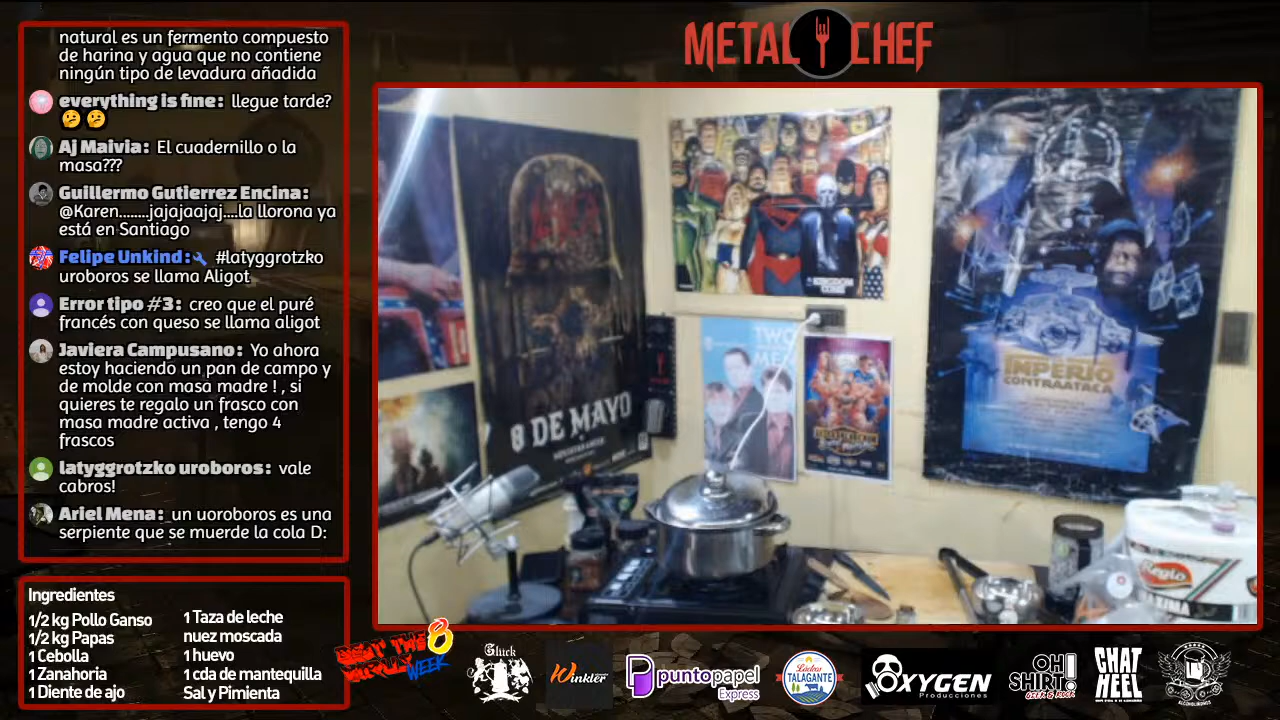 METAL CHEF
natural es un fermento compuesto
de harina y agua que no contiene
ningún tipo de levadura añadida
everything is fine: llegue tarde?
🤔 🤔
Aj Maivia: El cuadernillo o la
masa???
Guillermo Gutierrez Encina:
@Karen........jajajaajaj....la llorona ya
está en Santiago
Felipe Unkind: #latyggrotzko
uroboros se llama Aligot
Error tipo #3: creo que el puré
francés con queso se llama aligot
Javiera Campusano: Yo ahora
estoy haciendo un pan de campo y
de molde con masa madre ! , si
quieres te regalo un frasco con
masa madre activa , tengo 4
frascos
latyggrotzko uroboros: vale
cabros!
Ariel Mena: un uoroboros es una
serpiente que se muerde la cola D:
8 DE MAYO
TWO
IMPERIO
CONTRAATACA
Ingredientes
1/2 kg Pollo Ganso
1/2 kg Papas
1 Cebolla
1 Zanahoria
1 Diente de ajo
1 Taza de leche
nuez moscada
1 huevo
1 cda de mantequilla
Sal y Pimienta
8
WEEK
Glück
Winkler
puntopapel
Express
Lácteos
TALAGANTE
OXYGEN
Producciones
OH
SHIRT!
GEEK & ROCK
CHAT
HEEL